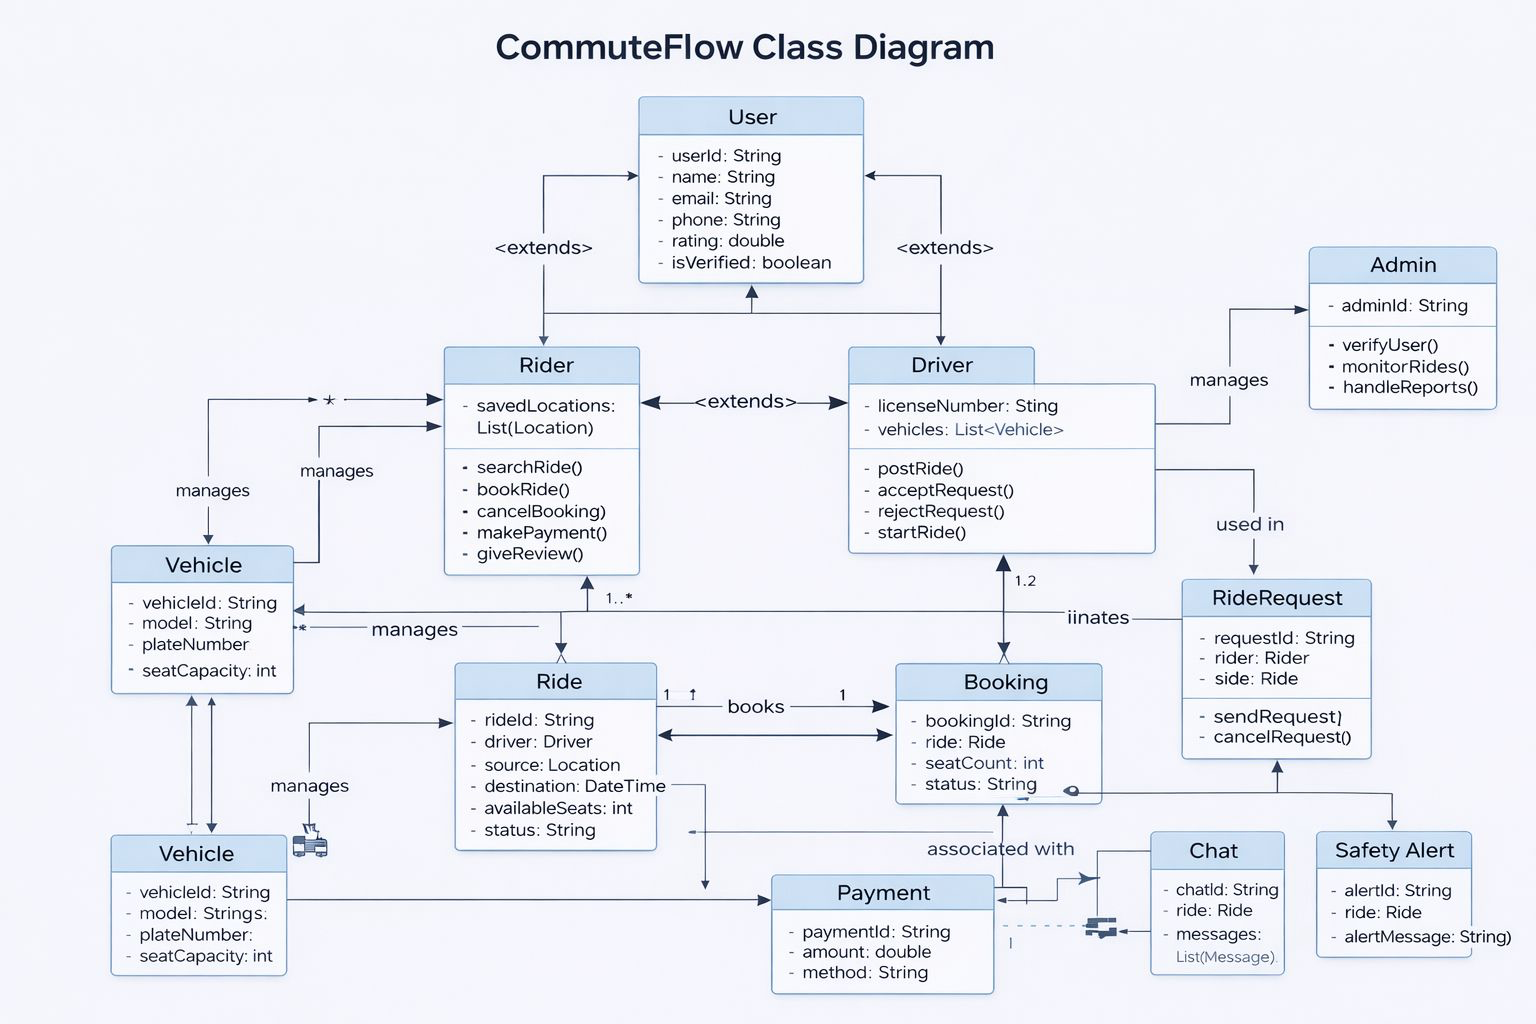 CommuteFlow Class Diagram
User
- userId: String
- name: String
- email: String
- phone: String
- rating: double
- isVerified: boolean
<extends>
<extends>
Admin
- adminId: String
- verifyUser()
- monitorRides()
- handleReports()
manages
Rider
- savedLocations:
List(Location)
- searchRide()
- bookRide()
- cancelBooking)
- makePayment()
- giveReview()
<extends>
Driver
- licenseNumber: Sting
- vehicles: List<Vehicle>
- postRide()
- acceptRequest()
- rejectRequest()
- startRide()
*
manages
manages
used in
Vehicle
- vehicleId: String
- model: String
- plateNumber
- seatCapacity: int
1..*
1.2
* manages
iinates
RideRequest
- requestId: String
- rider: Rider
- side: Ride
- sendRequest)
- cancelRequest()
Ride
- rideId: String
- driver: Driver
- source: Location
- destination: DateTime
- availableSeats: int
- status: String
1 books 1
Booking
- bookingId: String
- ride: Ride
- seatCount: int
- status: String
manages
associated with
Vehicle
- vehicleId: String
- model: Strings:
- plateNumber:
- seatCapacity: int
Payment
- paymentId: String
- amount: double
- method: String
Chat
- chatId: String
- ride: Ride
- messages:
List(Message).
Safety Alert
- alertId: String
- ride: Ride
- alertMessage: String)